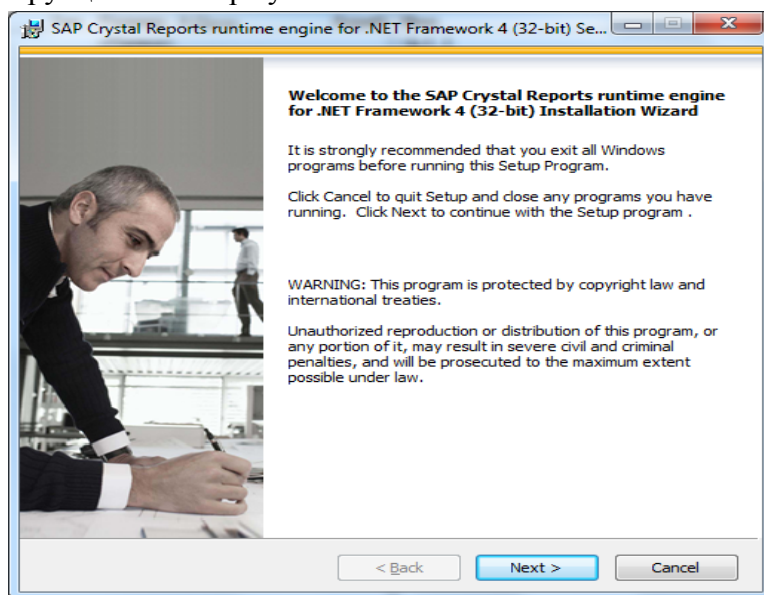 SAP Crystal Reports runtime engine for .NET Framework 4 (32-bit) Se...
Welcome to the SAP Crystal Reports runtime engine
for .NET Framework 4 (32-bit) Installation Wizard
It is strongly recommended that you exit all Windows
programs before running this Setup Program.
Click Cancel to quit Setup and close any programs you have
running. Click Next to continue with the Setup program .
WARNING: This program is protected by copyright law and
international treaties.
Unauthorized reproduction or distribution of this program, or
any portion of it, may result in severe civil and criminal
penalties, and will be prosecuted to the maximum extent
possible under law.
< Back
Next >
Cancel